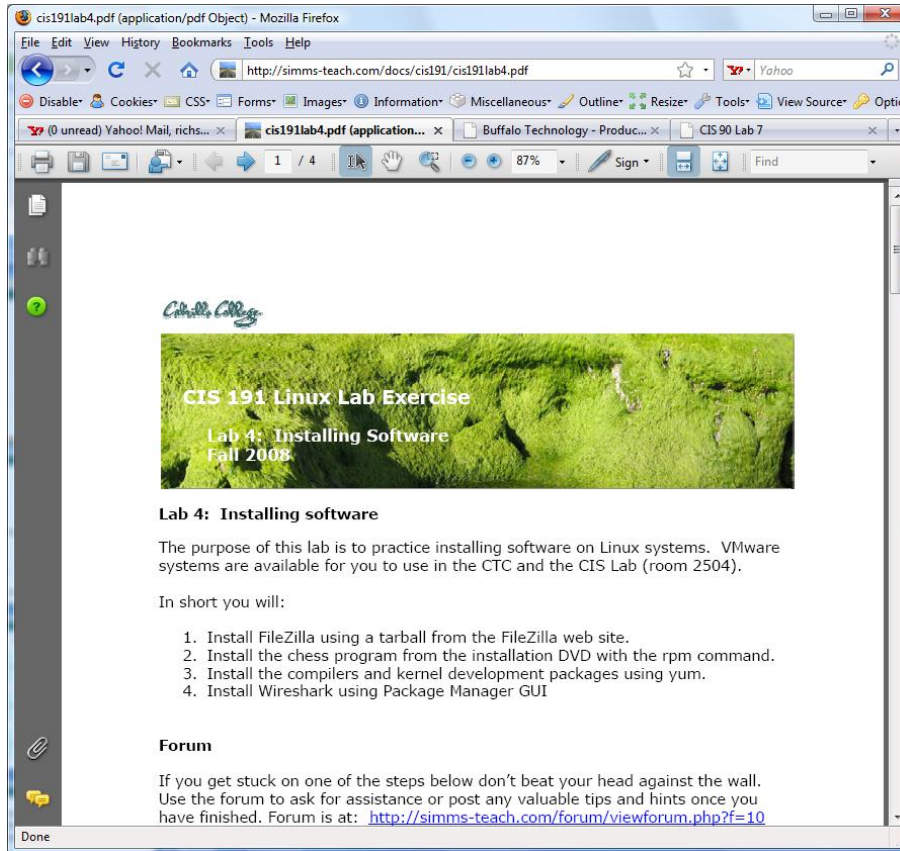 cis191lab4.pdf (application/pdf Object) - Mozilla Firefox
File Edit View History Bookmarks Tools Help
http://simms-teach.com/docs/cis191/cis191lab4.pdf
Yahoo
Disable Cookies CSS Forms Images Information Miscellaneous Outline Resize Tools View Source Optic
(0 unread) Yahoo! Mail, richs... cis191lab4.pdf (application... Buffalo Technology - Produc... CIS 90 Lab 7
1 / 4 87% Sign Find
Cabrillo College
CIS 191 Linux Lab Exercise
Lab 4: Installing Software
Fall 2008
Lab 4: Installing software
The purpose of this lab is to practice installing software on Linux systems. VMware
systems are available for you to use in the CTC and the CIS Lab (room 2504).
In short you will:
1. Install FileZilla using a tarball from the FileZilla web site.
2. Install the chess program from the installation DVD with the rpm command.
3. Install the compilers and kernel development packages using yum.
4. Install Wireshark using Package Manager GUI
Forum
If you get stuck on one of the steps below don't beat your head against the wall.
Use the forum to ask for assistance or post any valuable tips and hints once you
have finished. Forum is at: http://simms-teach.com/forum/viewforum.php?f=10
Done